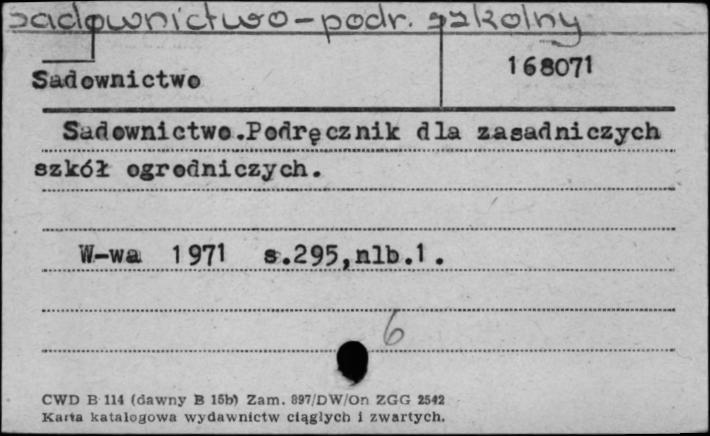 sadownictwo - podr. szkolny
Sadownictwo
168071
Sadownictwo.Podręcznik dla zasadniczych
szkół ogrodniczych.
W-wa 1971 s.295,nlb.1.
6
CWD B 114 (dawny B 15b) Zam. 897/DW/On ZGG 2542
Karta katalogowa wydawnictw ciągłych i zwartych.